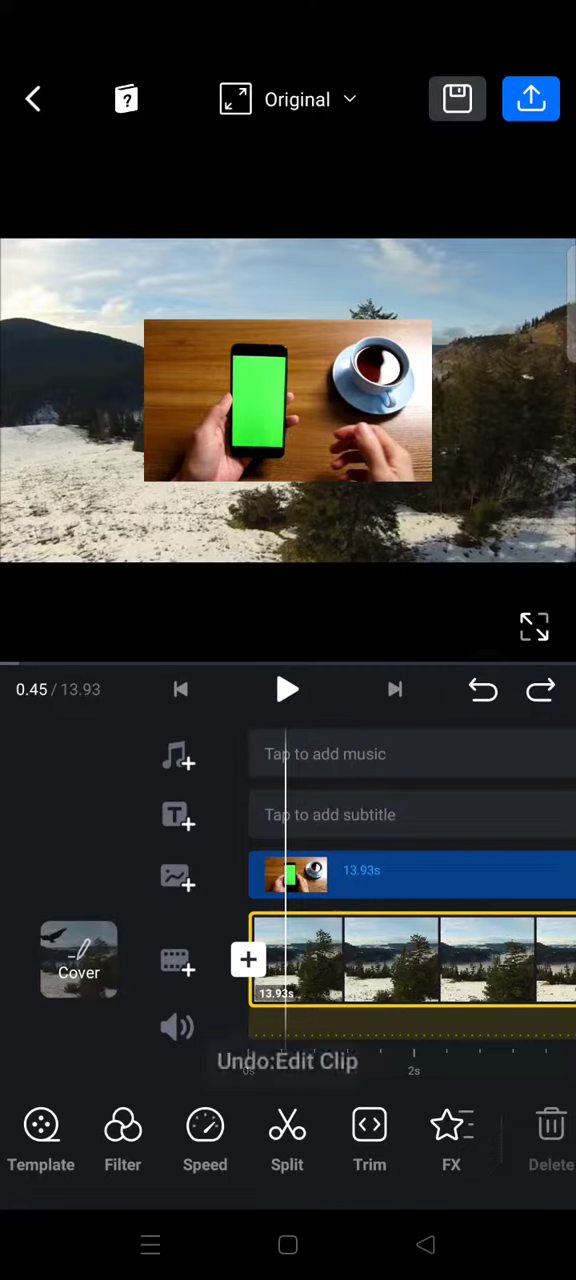 Original
0.45 / 13.93
Tap to add music
Tap to add subtitle
13.93s
Cover
13.93s
Undo:Edit Clip
0s
2s
Template
Filter
Speed
Split
Trim
FX
Delete